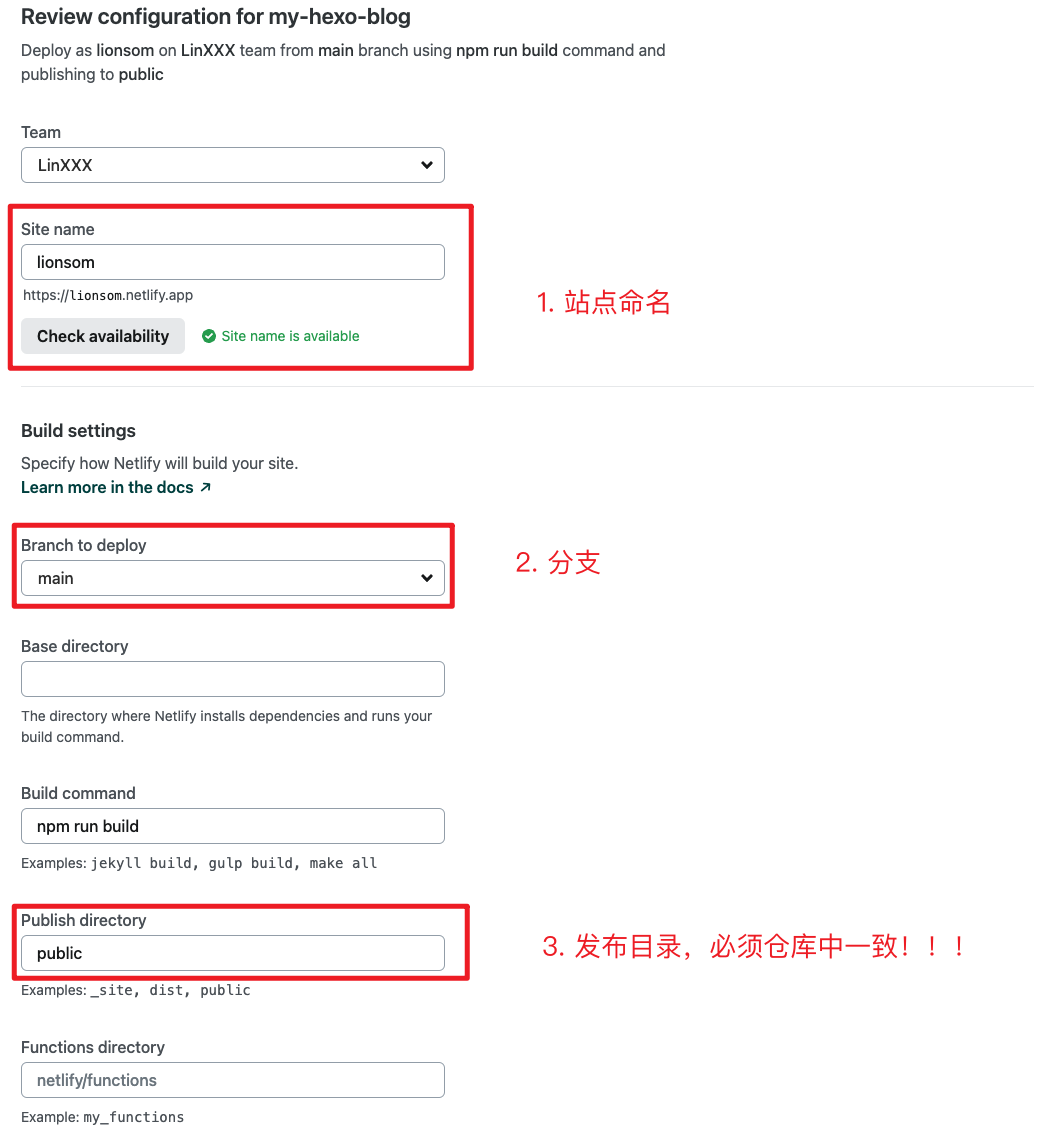 Review configuration for my-hexo-blog
Deploy as lionsom on LinXXX team from main branch using npm run build command and
publishing to public
Team
LinXXX
Site name
lionsom
https://lionsom.netlify.app
1. 站点命名
Check availability
Site name is available
Build settings
Specify how Netlify will build your site.
Learn more in the docs ↗
Branch to deploy
main
2. 分支
Base directory
The directory where Netlify installs dependencies and runs your
build command.
Build command
npm run build
Examples: jekyll build, gulp build, make all
Publish directory
public
3. 发布目录，必须仓库中一致！！！
Examples: _site, dist, public
Functions directory
netlify/functions
Example: my_functions